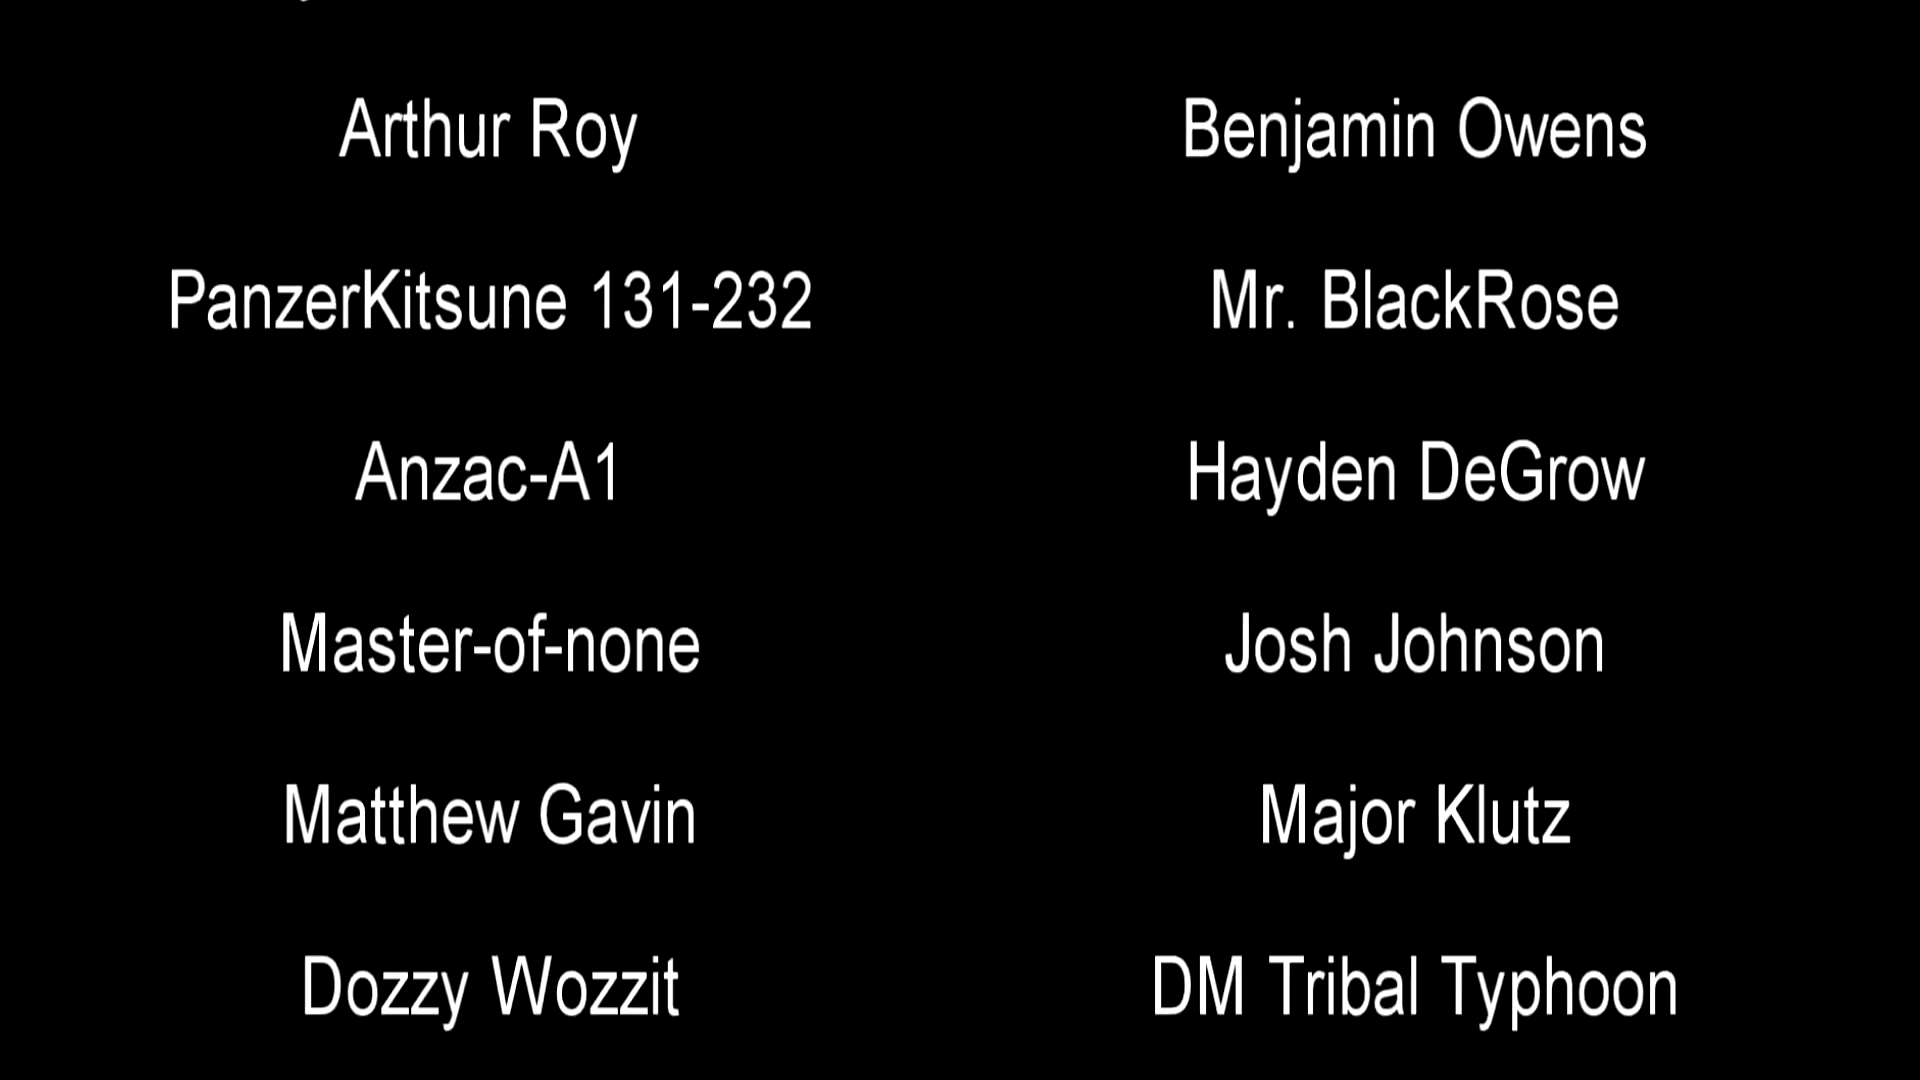 Arthur Roy Benjamin Owens
PanzerKitsune 131-232 Mr. BlackRose
Anzac-A1 Hayden DeGrow
Master-of-none Josh Johnson
Matthew Gavin Major Klutz
Dozzy Wozzit DM Tribal Typhoon